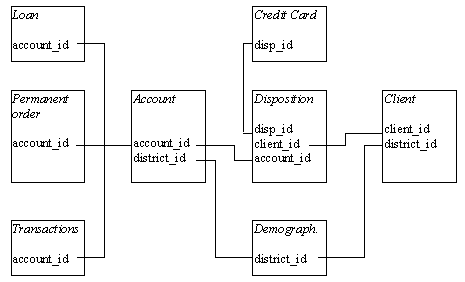 Loan
account_id
Credit Card
disp_id
Permanent
order
account_id
Account
account_id
district_id
Disposition
disp_id
client_id
account_id
Client
client_id
district_id
Transactions
account_id
Demograph.
district_id